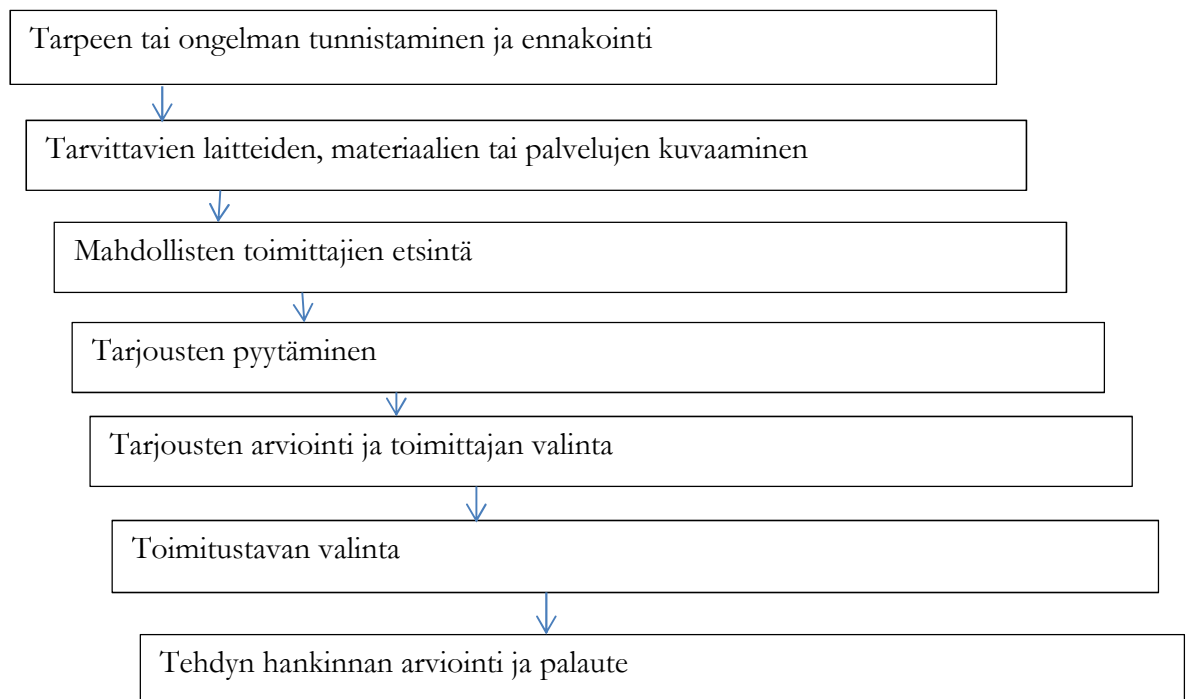 Tarpeen tai ongelman tunnistaminen ja ennakointi
Tarvittavien laitteiden, materiaalien tai palvelujen kuvaaminen
Mahdollisten toimittajien etsintä
Tarjousten pyytäminen
Tarjousten arviointi ja toimittajan valinta
Toimitustavan valinta
Tehdyn hankinnan arviointi ja palaute